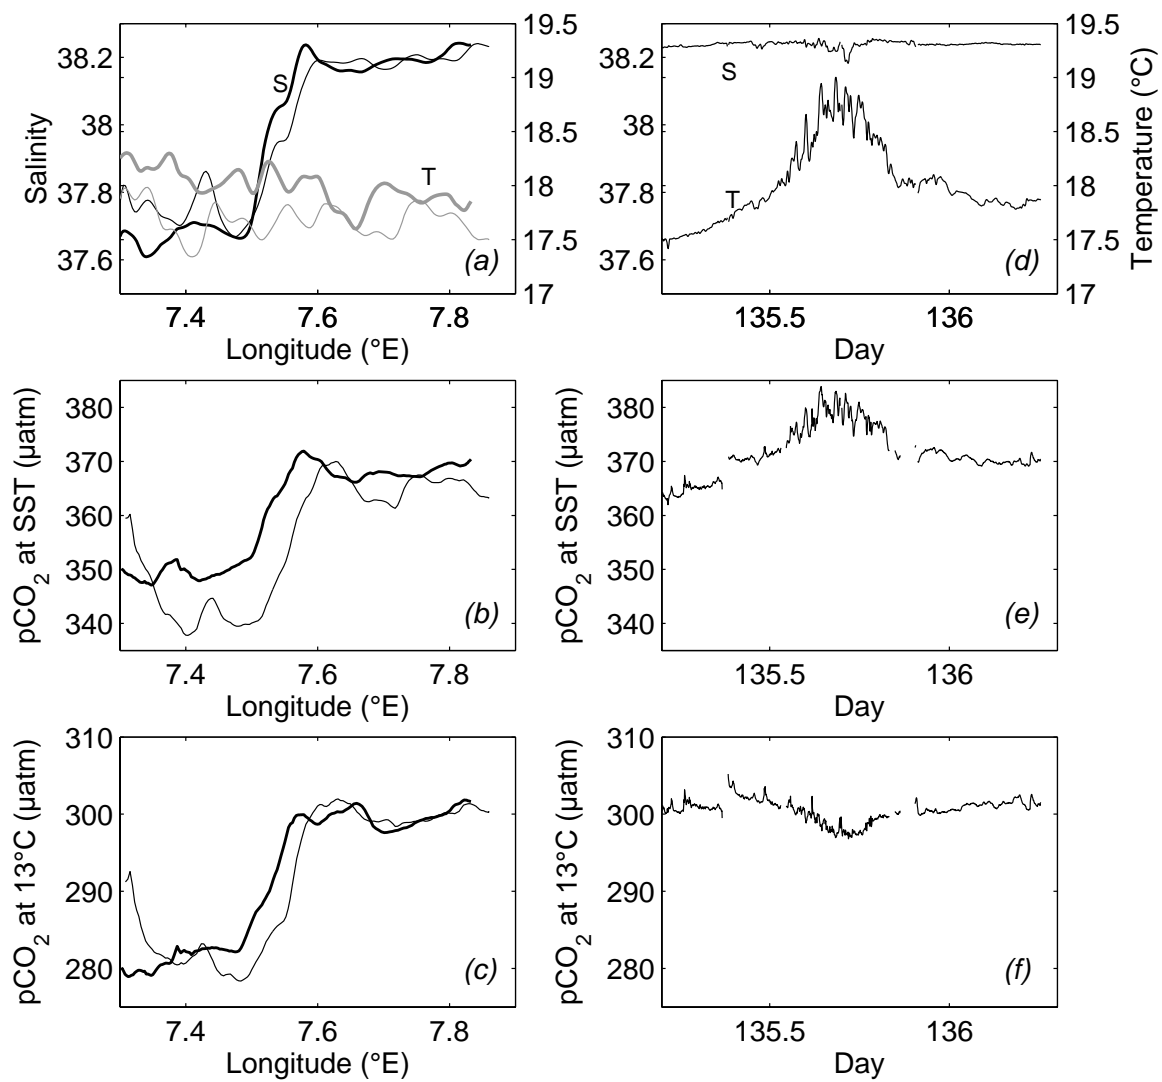 Salinity
38.2
38
37.8
37.6
S
T
(a)
19.5
19
18.5
18
17.5
17
7.4
7.6
7.8
Longitude (°E)
38.2
38
37.8
37.6
S
T
(d)
19.5
19
18.5
18
17.5
17
Temperature (°C)
135.5
136
Day
pCO2 at SST (µatm)
380
370
360
350
340
(b)
7.4
7.6
7.8
Longitude (°E)
pCO2 at SST (µatm)
380
370
360
350
340
(e)
135.5
136
Day
pCO2 at 13°C (µatm)
310
300
290
280
(c)
7.4
7.6
7.8
Longitude (°E)
pCO2 at 13°C (µatm)
310
300
290
280
(f)
135.5
136
Day